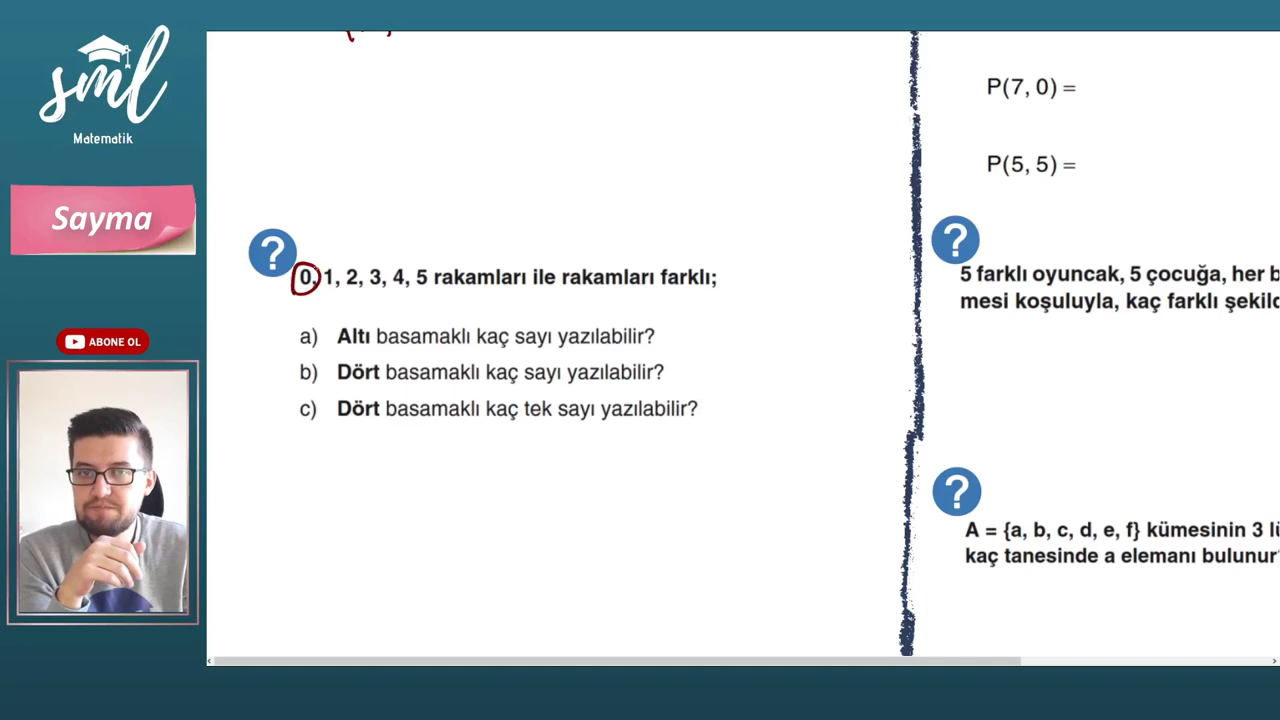 sml
Matematik
Sayma
ABONE OL
0, 1, 2, 3, 4, 5 rakamları ile rakamları farklı;
a) Altı basamaklı kaç sayı yazılabilir?
b) Dört basamaklı kaç sayı yazılabilir?
c) Dört basamaklı kaç tek sayı yazılabilir?
P(7, 0) =
P(5, 5) =
5 farklı oyuncak, 5 çocuğa, her b
mesi koşuluyla, kaç farklı şekild
A = {a, b, c, d, e, f} kümesinin 3 lü
kaç tanesinde a elemanı bulunur?